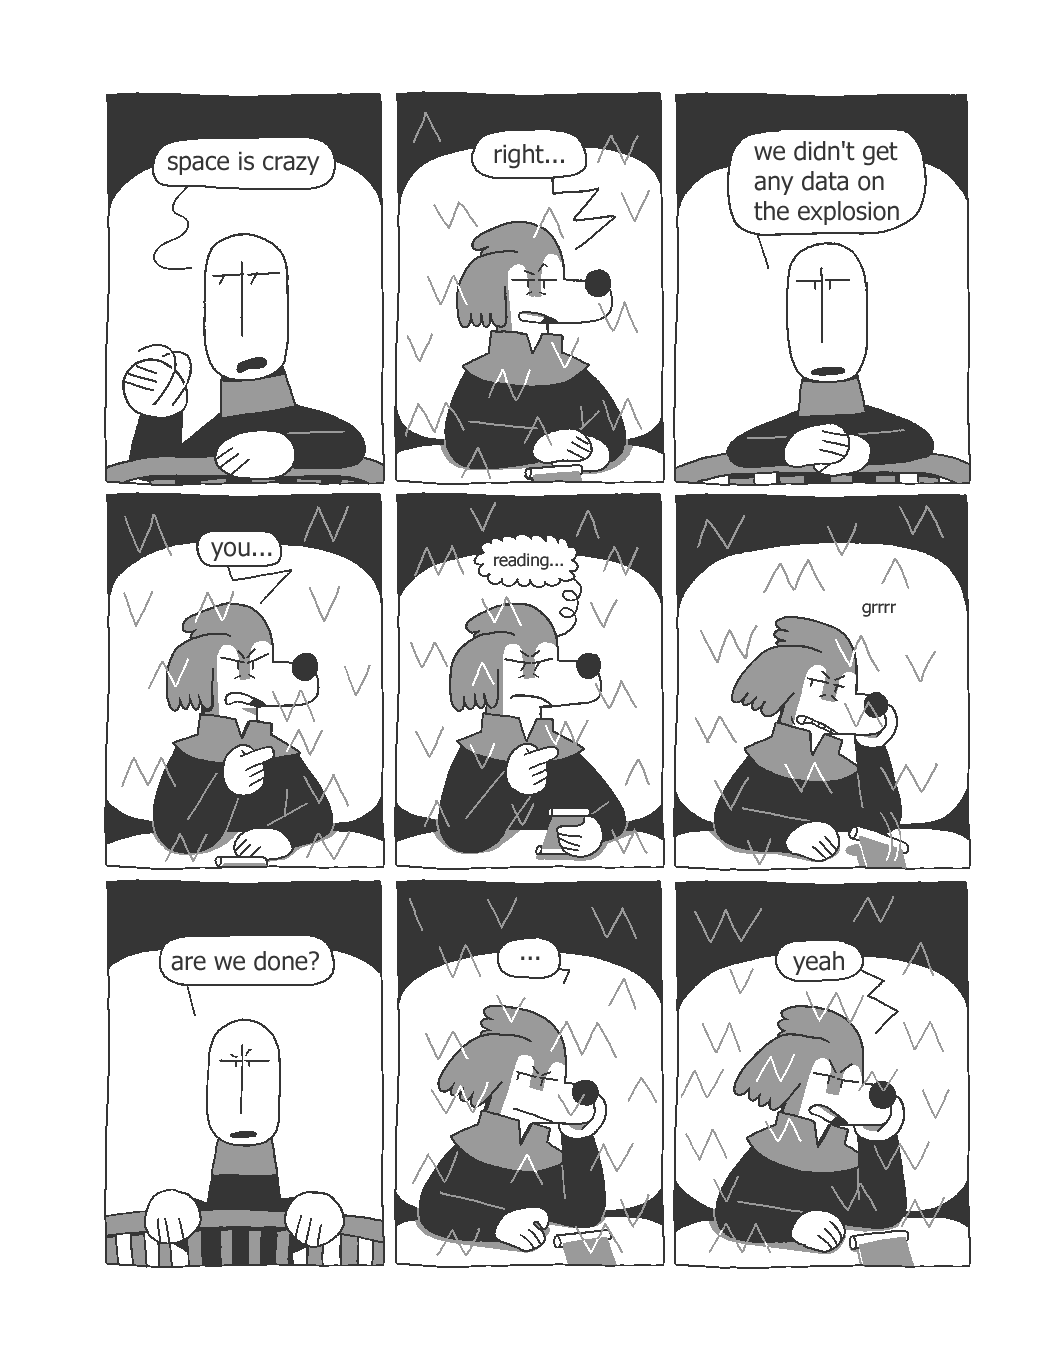 space is crazy
right...
we didn't get
any data on
the explosion
you...
reading...
grrrr
are we done?
...
yeah